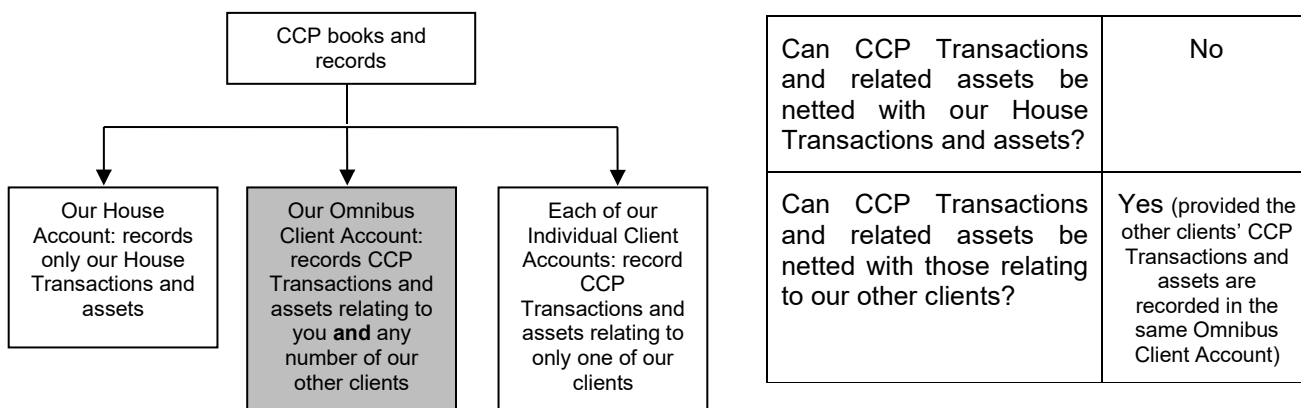 CCP books and
records
Our House
Account: records
only our House
Transactions and
assets
Our Omnibus
Client Account:
records CCP
Transactions and
assets relating to
you and any
number of our
other clients
Each of our
Individual Client
Accounts: record
CCP
Transactions and
assets relating to
only one of our
clients
Can CCP Transactions
and related assets be
netted with our House
Transactions and assets?
No
Can CCP Transactions
and related assets be
netted with those relating
to our other clients?
Yes (provided the
other clients’ CCP
Transactions and
assets are
recorded in the
same Omnibus
Client Account)